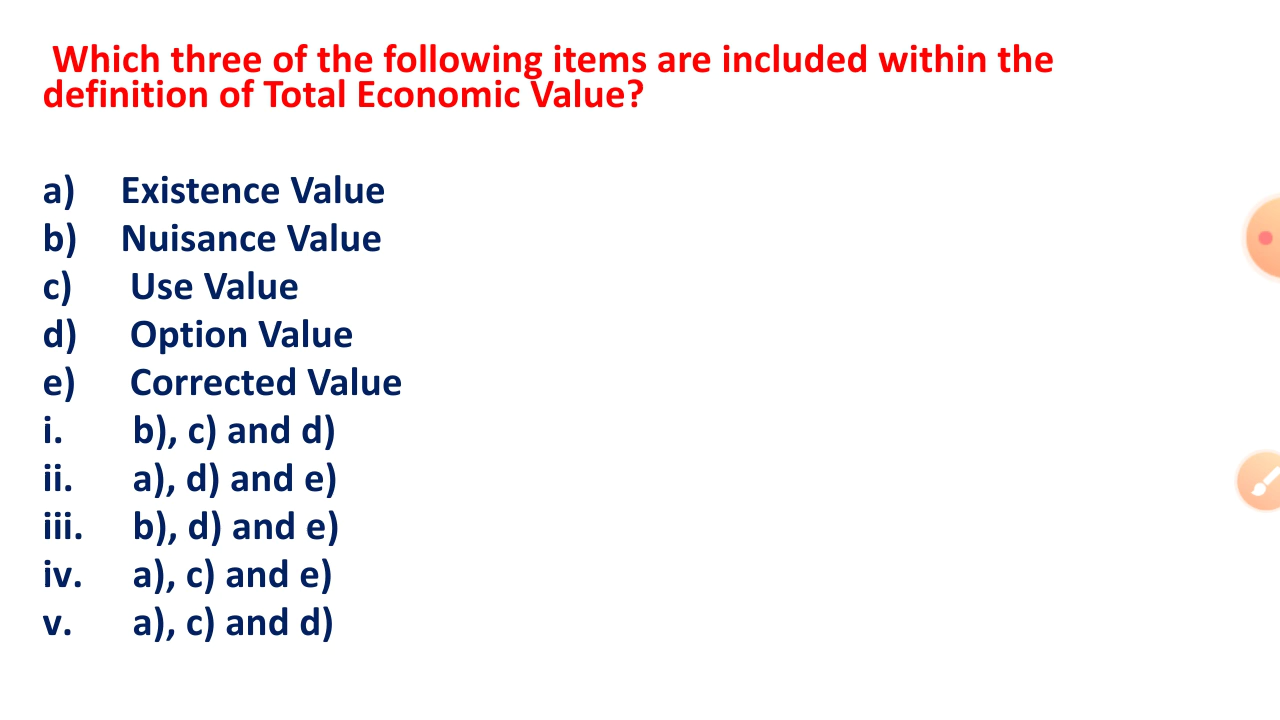 Which three of the following items are included within the
definition of Total Economic Value?
a) Existence Value
b) Nuisance Value
c) Use Value
d) Option Value
e) Corrected Value
i. b), c) and d)
ii. a), d) and e)
iii. b), d) and e)
iv. a), c) and e)
v. a), c) and d)